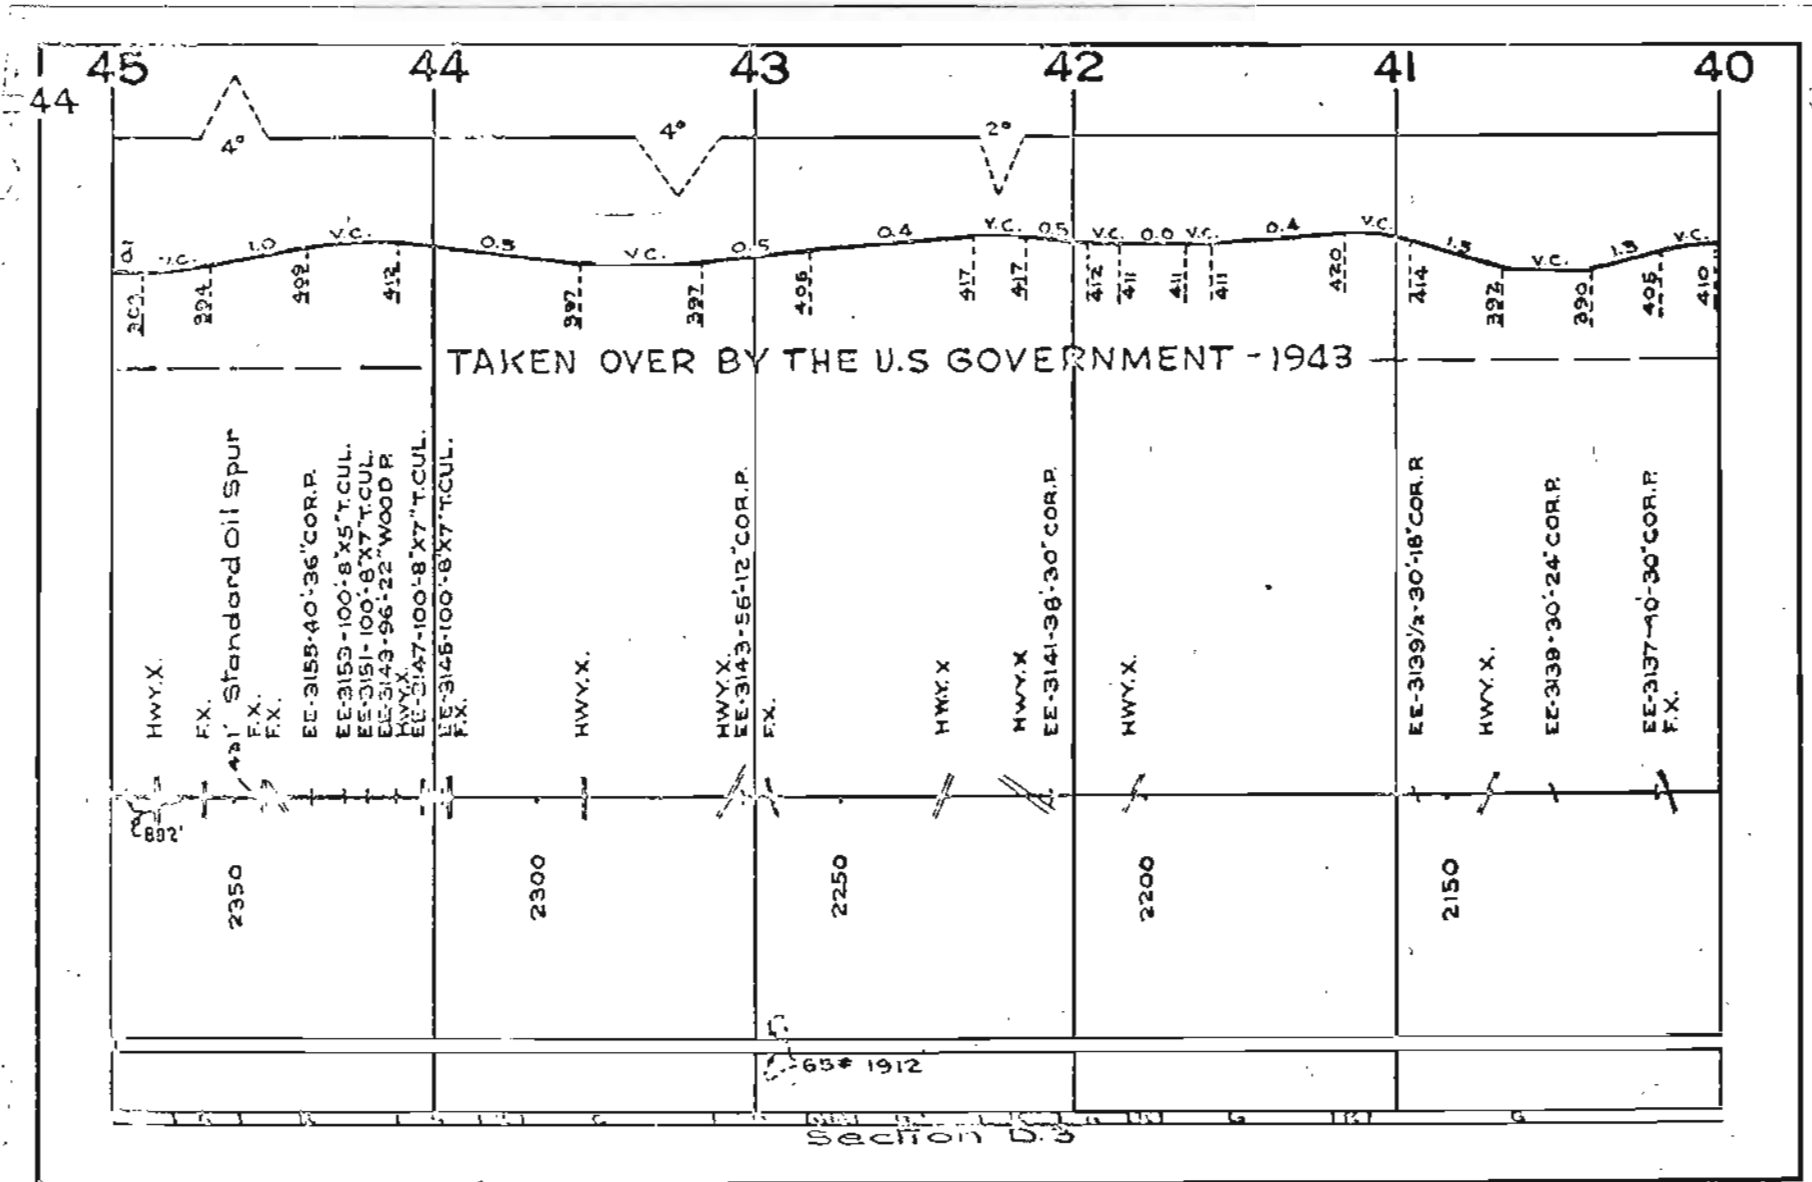 45 44 43 42 41 40
44
4° 4° 2°
1.0 V.C. 0.5 V.C. 0.5 0.4 V.C. 0.5 V.C. 0.0 V.C. 0.4 V.C. 1.3 V.C. 1.3 V.C.
394 409 412 397 397 405 417 417 412 411 411 411 420 414 392 390 405 410
TAKEN OVER BY THE U.S GOVERNMENT - 1943
HWY.X.
F.X.
421' Standard Oil Spur
F.X.
F.X.
EE-3155-40'-36"COR.P.
EE-3153-100'-8"X5"T.CUL.
EE-3151-100'-8"X7"T.CUL.
EE-3149-96'-22"WOOD P.
HWY.X.
EE-3147-100'-8"X7"T.CUL.
EE-3145-100'-8"X7"T.CUL.
F.X.
HWY.X.
HWY.X.
EE-3143-56'-12"COR.P.
F.X.
HWY.X
HWY.X
EE-3141-38'-30"COR.P.
HWY.X.
EE-3139½-30'-18"COR.P.
HWY.X.
EE-3139-30'-24"COR.P.
EE-3137-40'-30"COR.P.
F.X.
892'
2350 2300 2250 2200 2150
65# 1912
G G G
Section D.3